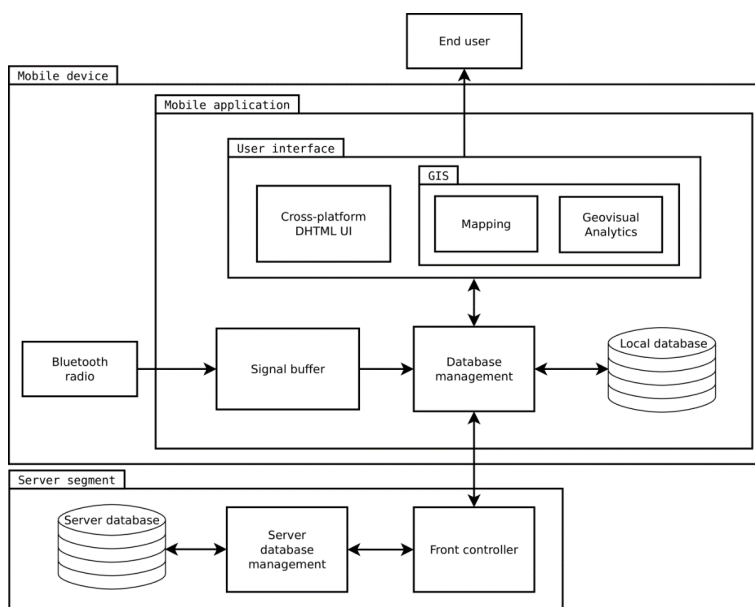 End user
Mobile device
Mobile application
User interface
GIS
Cross-platform
DHTML UI
Mapping
Geovisual
Analytics
Bluetooth
radio
Signal buffer
Database
management
Local database
Server segment
Server database
Server
database
management
Front controller